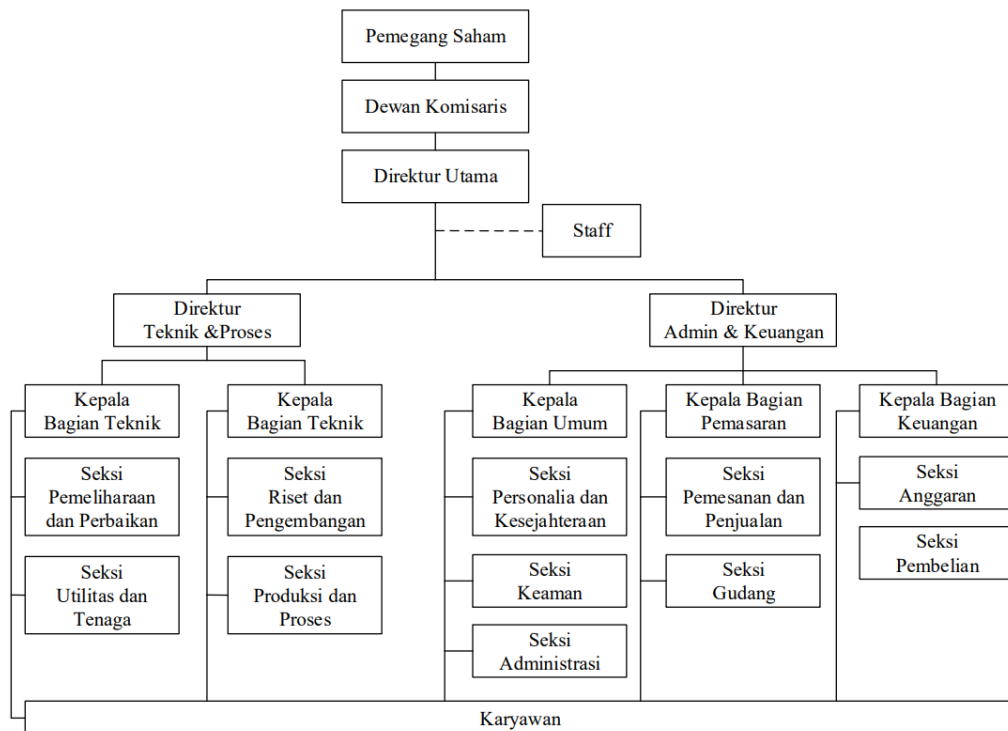 Pemegang Saham
Dewan Komisaris
Direktur Utama
Staff
Direktur
Teknik &Proses
Direktur
Admin & Keuangan
Kepala
Bagian Teknik
Kepala
Bagian Teknik
Kepala
Bagian Umum
Kepala Bagian
Pemasaran
Kepala Bagian
Keuangan
Seksi
Pemeliharaan
dan Perbaikan
Seksi
Riset dan
Pengembangan
Seksi
Personalia dan
Kesejahteraan
Seksi
Pemesanan dan
Penjualan
Seksi
Anggaran
Seksi
Utilitas dan
Tenaga
Seksi
Produksi dan
Proses
Seksi
Keaman
Seksi
Gudang
Seksi
Pembelian
Seksi
Administrasi
Karyawan